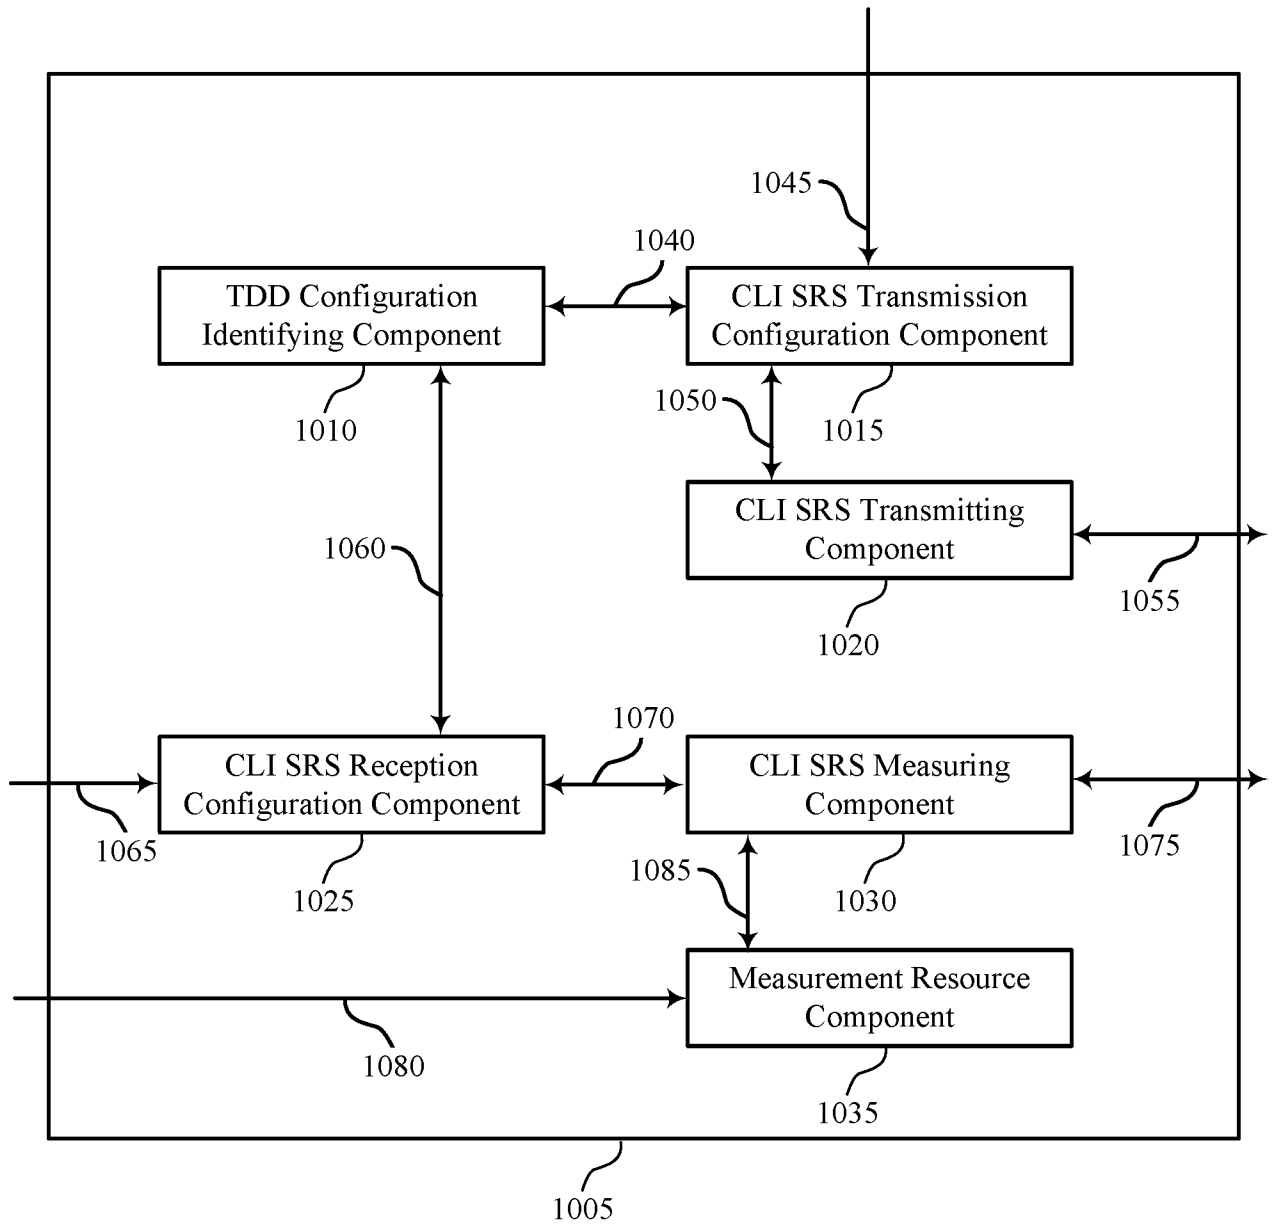 1045
1040
TDD Configuration
Identifying Component
CLI SRS Transmission
Configuration Component
1050
1010
1015
CLI SRS Transmitting
Component
1060
1055
1020
1070
CLI SRS Reception
Configuration Component
CLI SRS Measuring
Component
1065
1075
1085
1025
1030
Measurement Resource
Component
1080
1035
1005